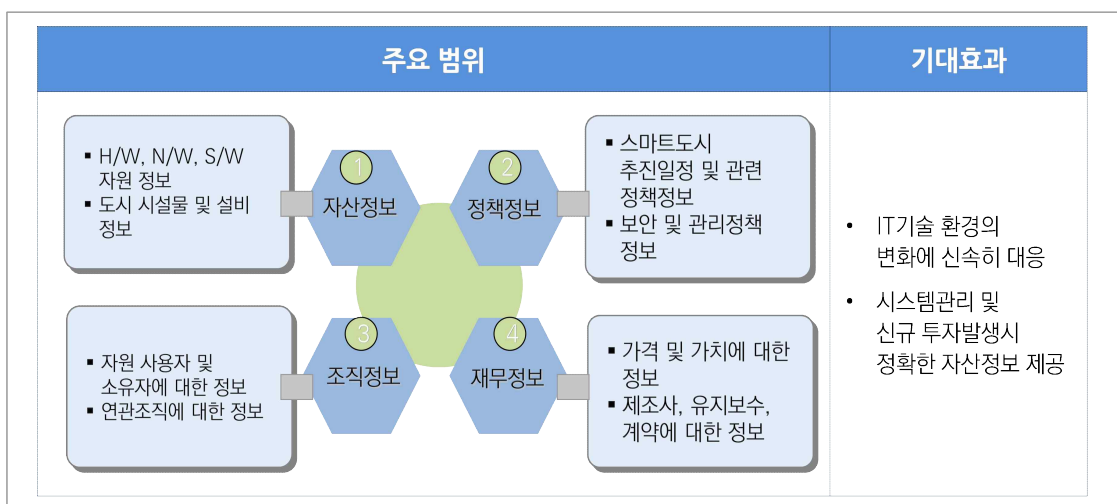 주요 범위
기대효과
▪ H/W, N/W, S/W
자원 정보
▪ 도시 시설물 및 설비
정보
1
자산정보
2
정책정보
▪ 스마트도시
추진일정 및 관련
정책정보
▪ 보안 및 관리정책
정보
▪ 자원 사용자 및
소유자에 대한 정보
▪ 연관조직에 대한 정보
3
조직정보
4
재무정보
▪ 가격 및 가치에 대한
정보
▪ 제조사, 유지보수,
계약에 대한 정보
• IT기술 환경의
변화에 신속히 대응
• 시스템관리 및
신규 투자발생시
정확한 자산정보 제공